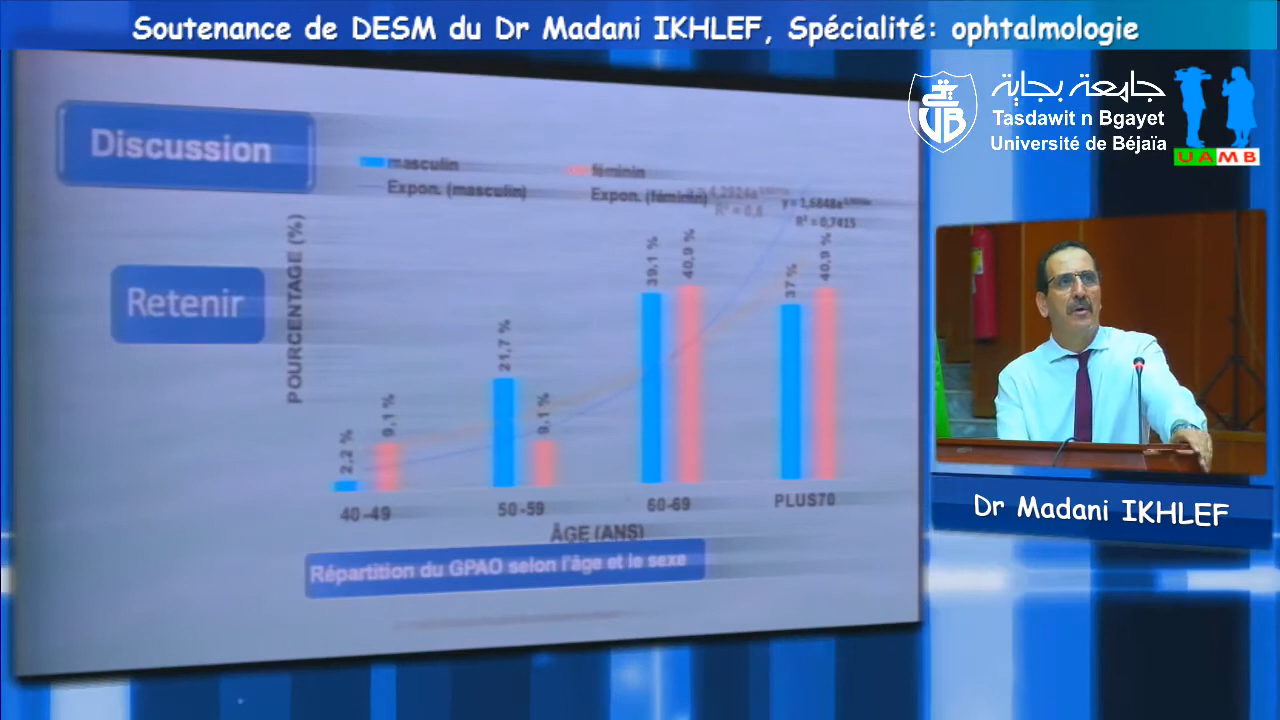 Soutenance de DESM du Dr Madani IKHLEF, Spécialité: ophtalmologie
جامعة بجاية
Tasdawit n Bgayet
Université de Béjaïa
UAMB
Discussion
Retenir
masculin
féminin
Expon. (masculin)
Expon. (féminin)
R² = 0,7415
POURCENTAGE (%)
2,2 %
9,1 %
21,7 %
9,1 %
39,1 %
40,9 %
37 %
40,9 %
40-49
50-59
60-69
PLUS70
ÂGE (ANS)
Répartition du GPAO selon l'âge et le sexe
Dr Madani IKHLEF